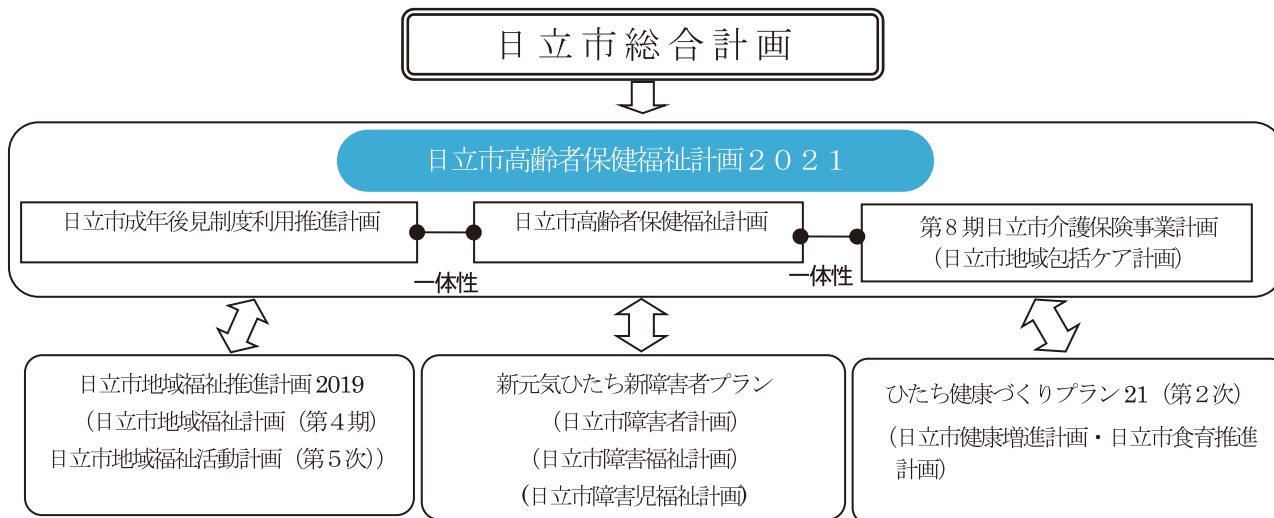 日立市総合計画
日立市高齢者保健福祉計画２０２１
日立市成年後見制度利用推進計画
一体性
日立市高齢者保健福祉計画
一体性
第８期日立市介護保険事業計画
（日立市地域包括ケア計画）
日立市地域福祉推進計画 2019
（日立市地域福祉計画（第４期）
日立市地域福祉活動計画（第５次））
新元気ひたち新障害者プラン
（日立市障害者計画）
（日立市障害福祉計画）
（日立市障害児福祉計画）
ひたち健康づくりプラン 21（第２次）
（日立市健康増進計画・日立市食育推進
計画）